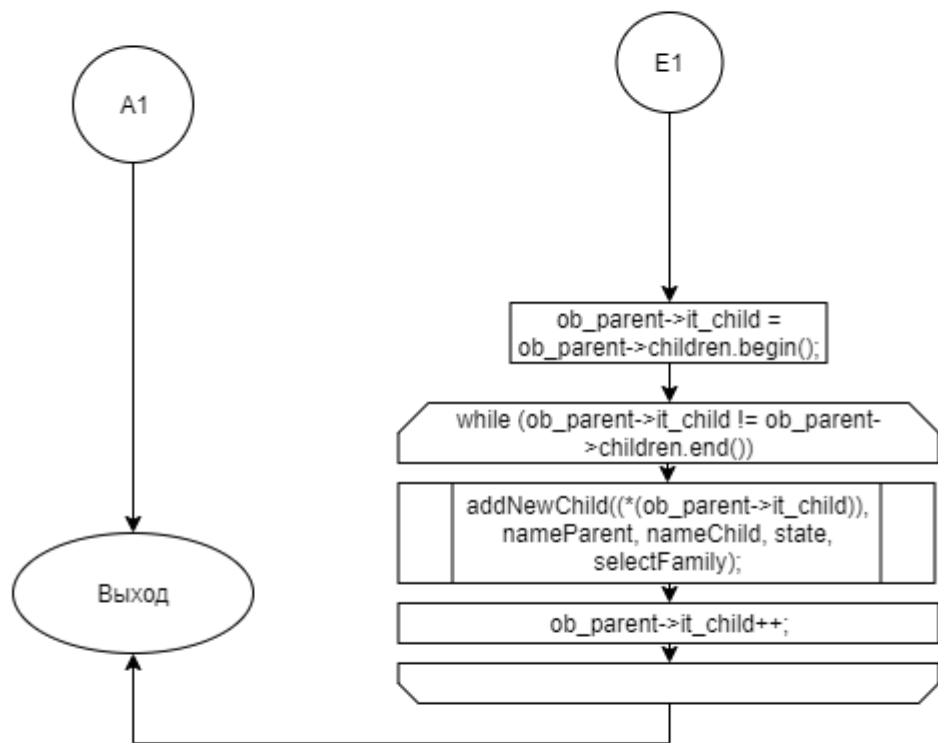 A1
E1
ob_parent->it_child =
ob_parent->children.begin();
while (ob_parent->it_child != ob_parent-
>children.end())
addNewChild((*(ob_parent->it_child)),
nameParent, nameChild, state,
selectFamily);
Выход
ob_parent->it_child++;